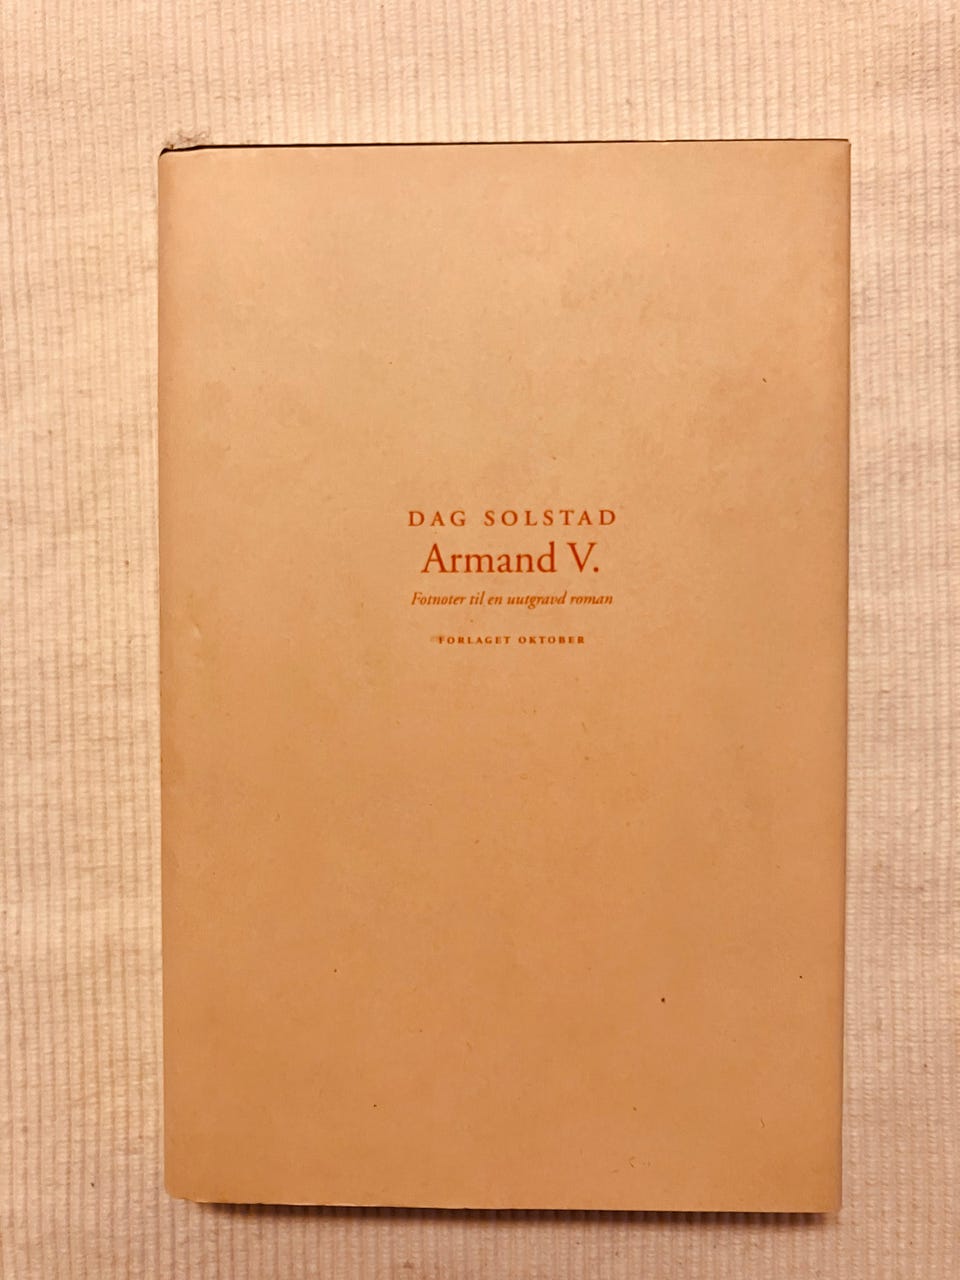 DAG SOLSTAD
Armand V.
Fotnoter til en uutgravd roman
FORLAGET OKTOBER